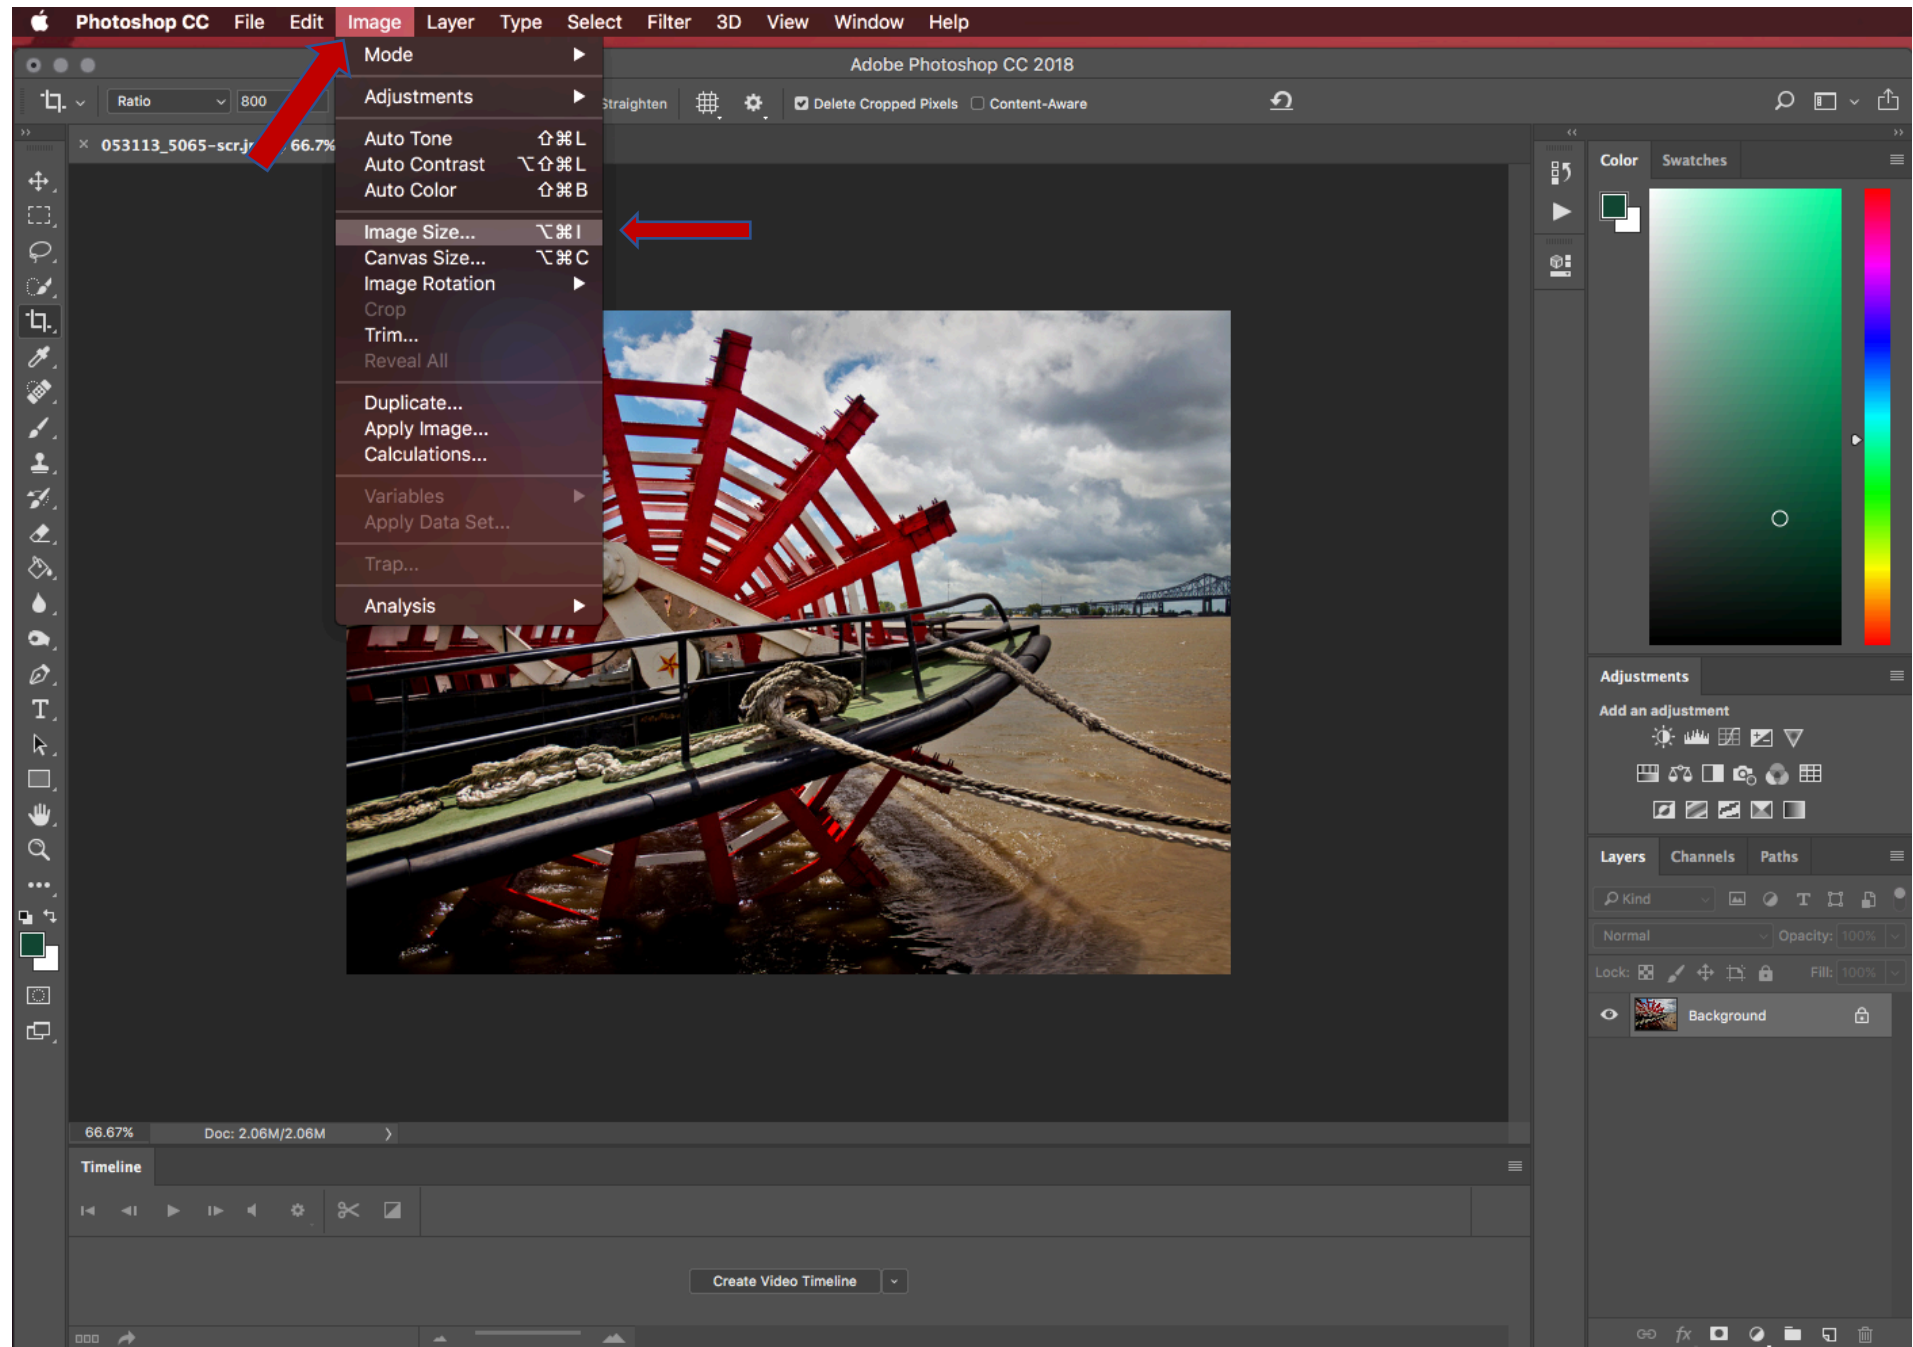 Photoshop CC File Edit Image Layer Type Select Filter 3D View Window Help
Adobe Photoshop CC 2018
Ratio 800 Straighten Delete Cropped Pixels Content-Aware
× 053113_5065-scr.j 66.7%
Mode
Adjustments
Auto Tone ⇧⌘L
Auto Contrast ⌥⇧⌘L
Auto Color ⇧⌘B
Image Size... ⌥⌘I
Canvas Size... ⌥⌘C
Image Rotation
Crop
Trim...
Reveal All
Duplicate...
Apply Image...
Calculations...
Variables
Apply Data Set...
Trap...
Analysis
Color Swatches
Adjustments
Add an adjustment
Layers Channels Paths
Kind
Normal Opacity: 100%
Lock: Fill: 100%
Background
66.67% Doc: 2.06M/2.06M
Timeline
Create Video Timeline
fx